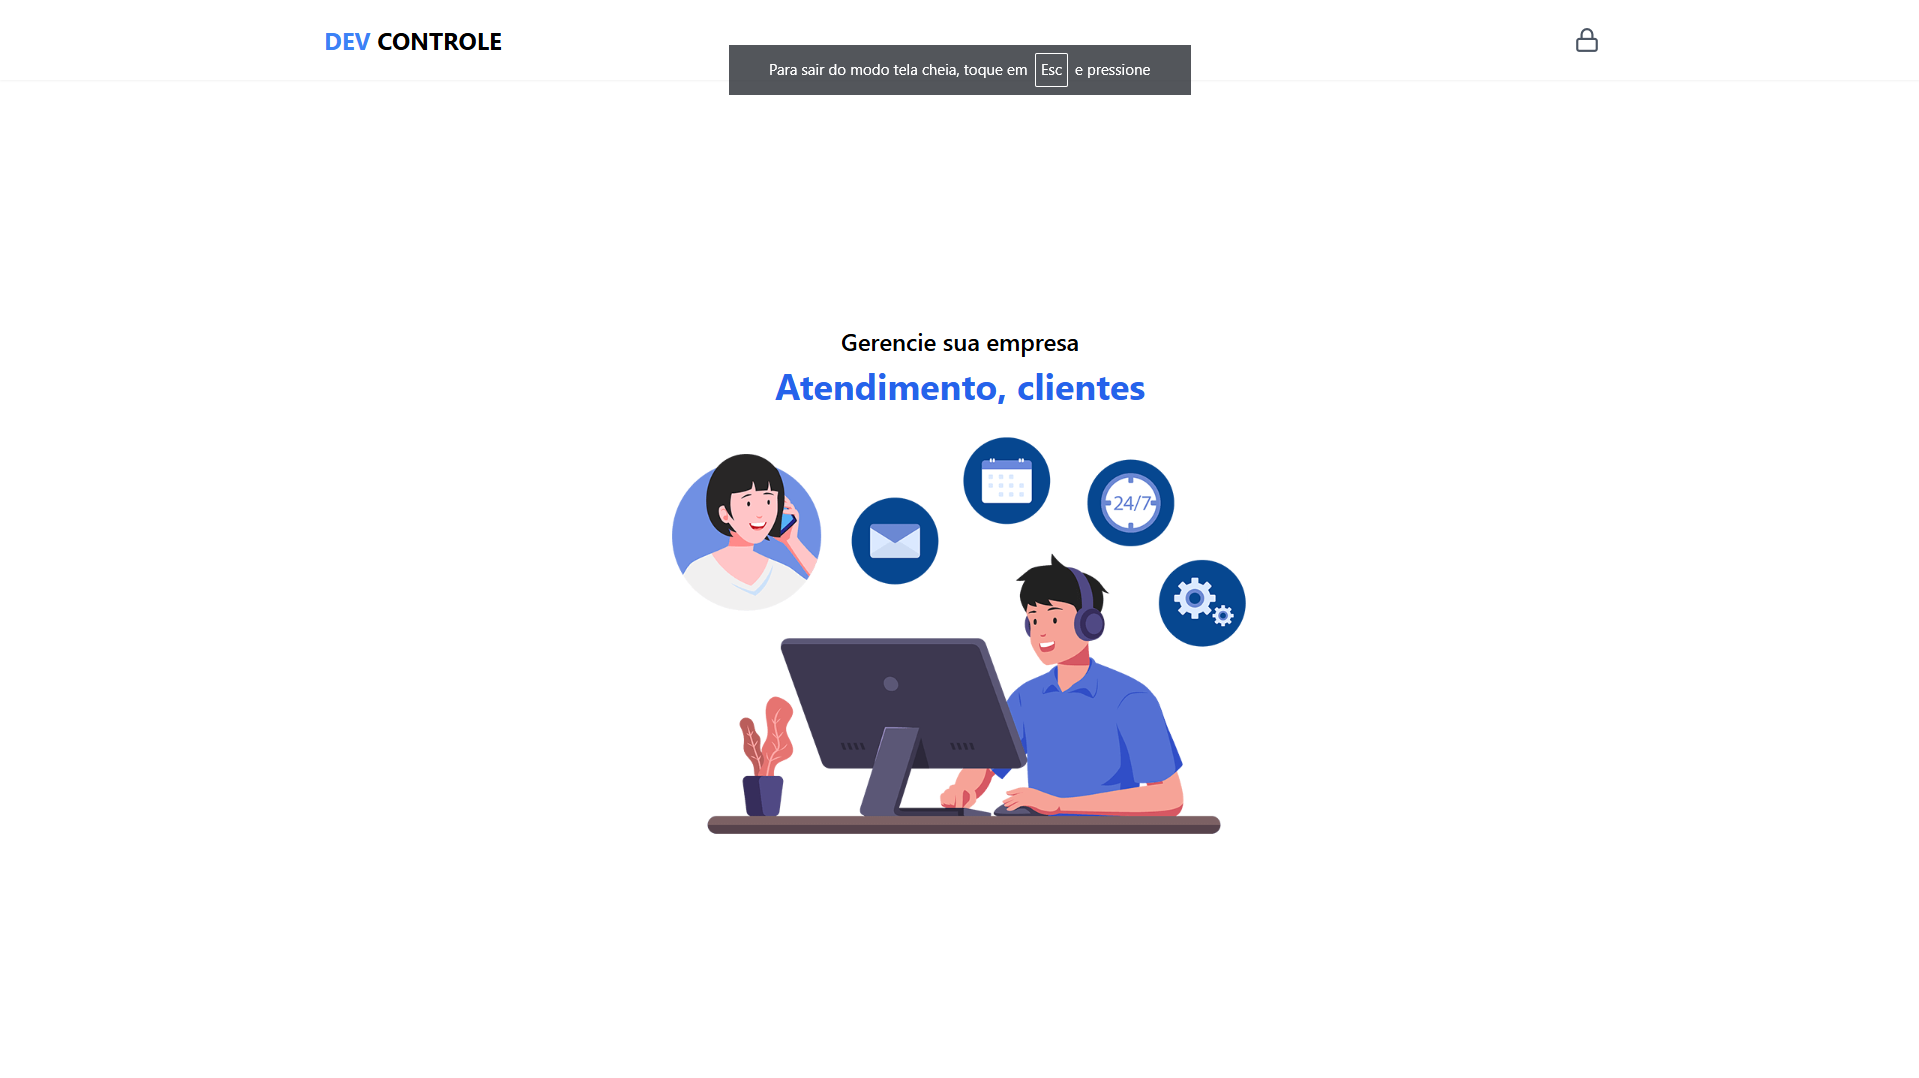 DEV CONTROLE
Para sair do modo tela cheia, toque em Esc e pressione
Gerencie sua empresa
Atendimento, clientes
24/7